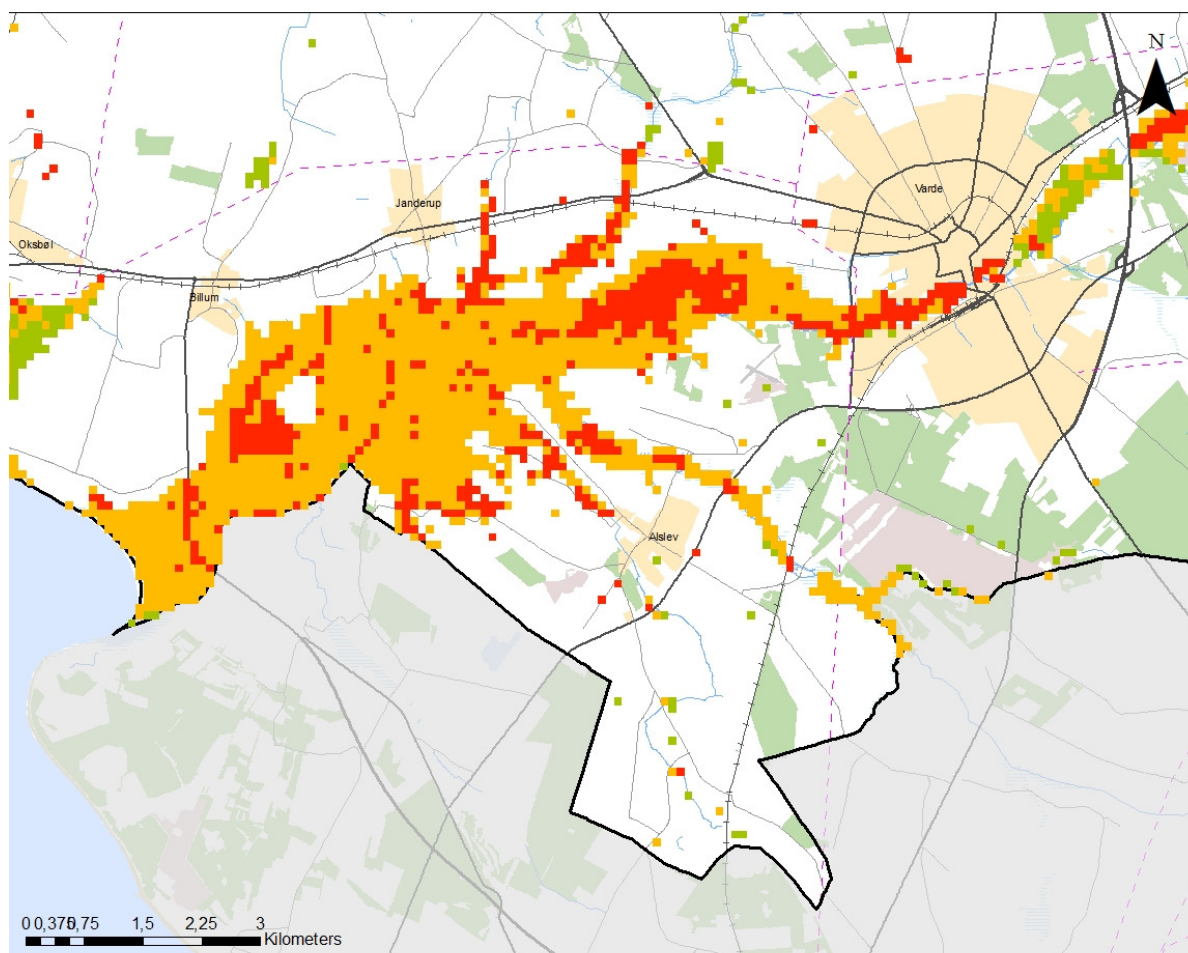 N
Varde
Janderup
Oksbøl
Billum
Alslev
0 0,375 0,75 1,5 2,25 3
Kilometers